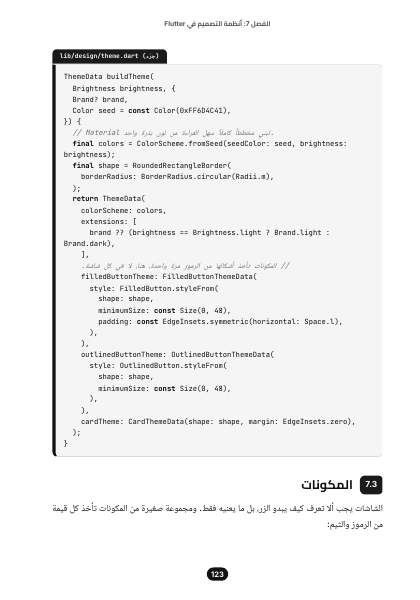 الفصل 7: أنظمة التصميم في Flutter
lib/design/theme.dart (جزء)
ThemeData buildTheme(
  Brightness brightness, {
  Brand? brand,
  Color seed = const Color(0xFF6D4C41),
}) {
  // Material يبني مخططاً كاملاً سهل القراءة من لون بذرة واحد.
  final colors = ColorScheme.fromSeed(seedColor: seed, brightness:
brightness);
  final shape = RoundedRectangleBorder(
    borderRadius: BorderRadius.circular(Radii.m),
  );
  return ThemeData(
    colorScheme: colors,
    extensions: [
      brand ?? (brightness == Brightness.light ? Brand.light :
Brand.dark),
    ],
    // المكونات تأخذ أشكالها من الرموز مرة واحدة، هنا، لا في كل شاشة.
    filledButtonTheme: FilledButtonThemeData(
      style: FilledButton.styleFrom(
        shape: shape,
        minimumSize: const Size(0, 48),
        padding: const EdgeInsets.symmetric(horizontal: Space.l),
      ),
    ),
    outlinedButtonTheme: OutlinedButtonThemeData(
      style: OutlinedButton.styleFrom(
        shape: shape,
        minimumSize: const Size(0, 48),
      ),
    ),
    cardTheme: CardThemeData(shape: shape, margin: EdgeInsets.zero),
  );
}
7.3 المكونات
الشاشات يجب ألا تعرف كيف يبدو الزر، بل ما يعنيه فقط. ومجموعة صغيرة من المكونات تأخذ كل قيمة
من الرموز والثيم:
123